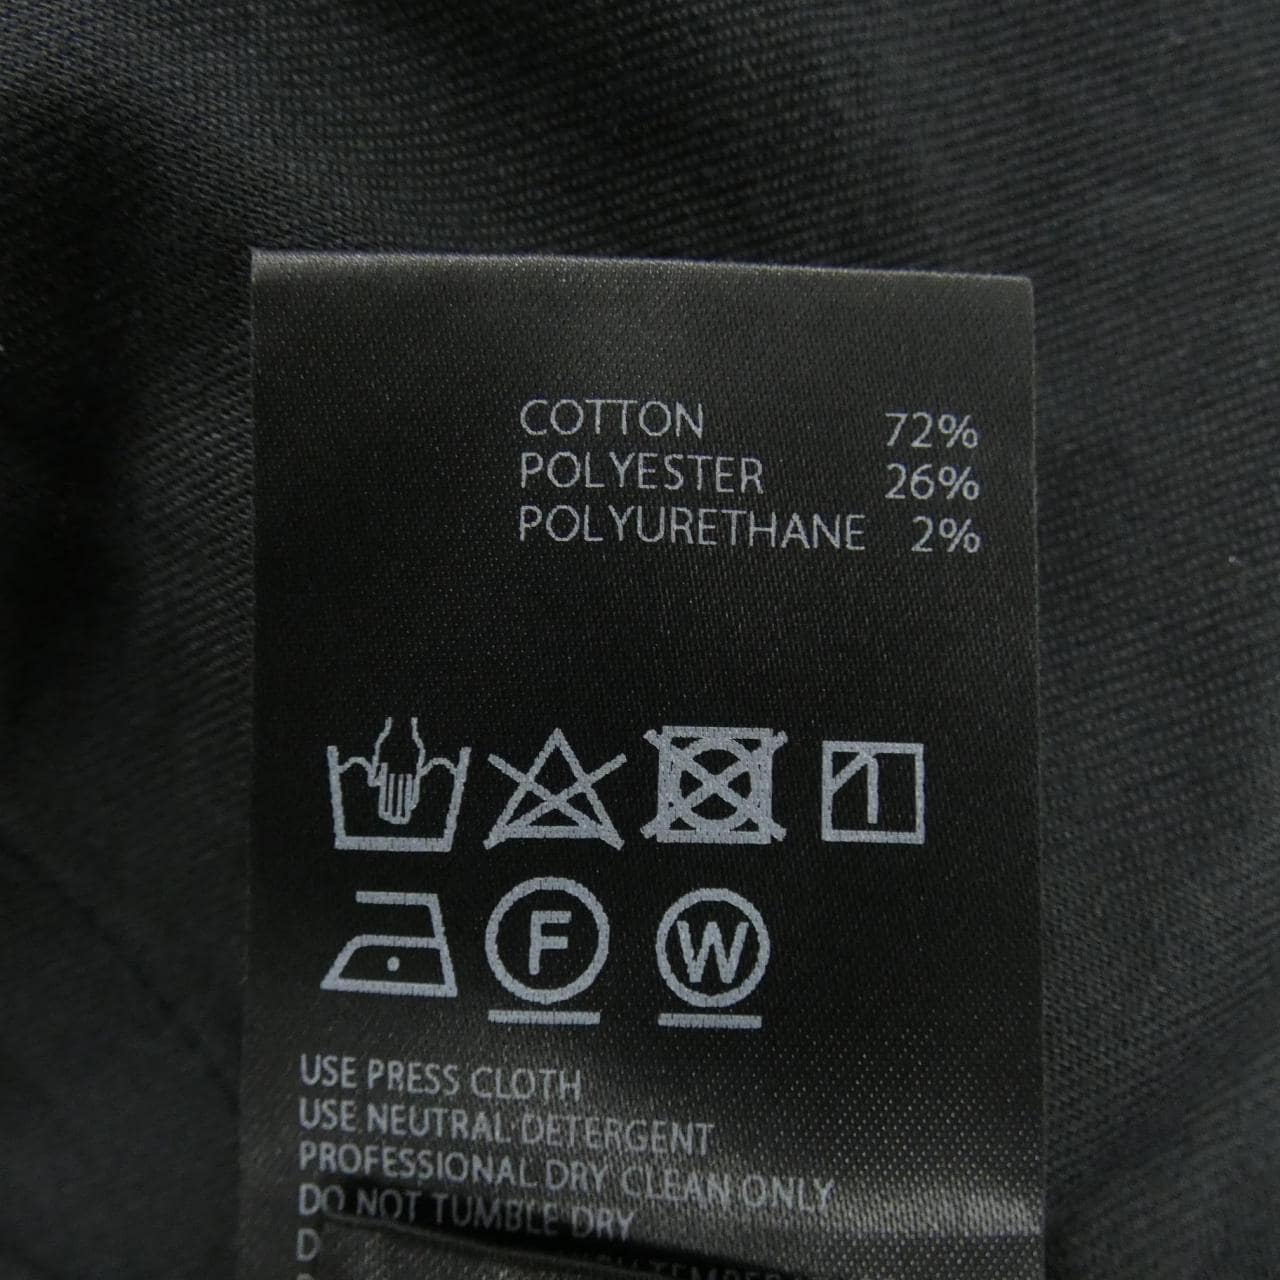 COTTON 72%
POLYESTER 26%
POLYURETHANE 2%
F W
USE PRESS CLOTH
USE NEUTRAL DETERGENT
PROFESSIONAL DRY CLEAN ONLY
DO NOT TUMBLE DRY
D